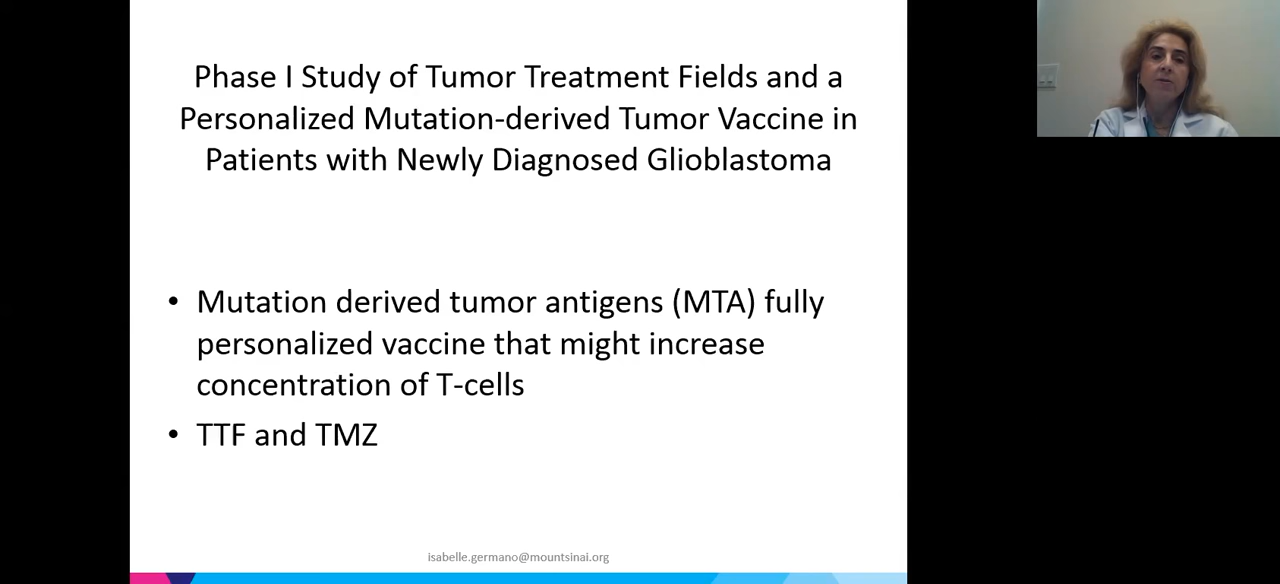 Phase I Study of Tumor Treatment Fields and a
Personalized Mutation-derived Tumor Vaccine in
Patients with Newly Diagnosed Glioblastoma
• Mutation derived tumor antigens (MTA) fully
personalized vaccine that might increase
concentration of T-cells
• TTF and TMZ
isabelle.germano@mountsinai.org